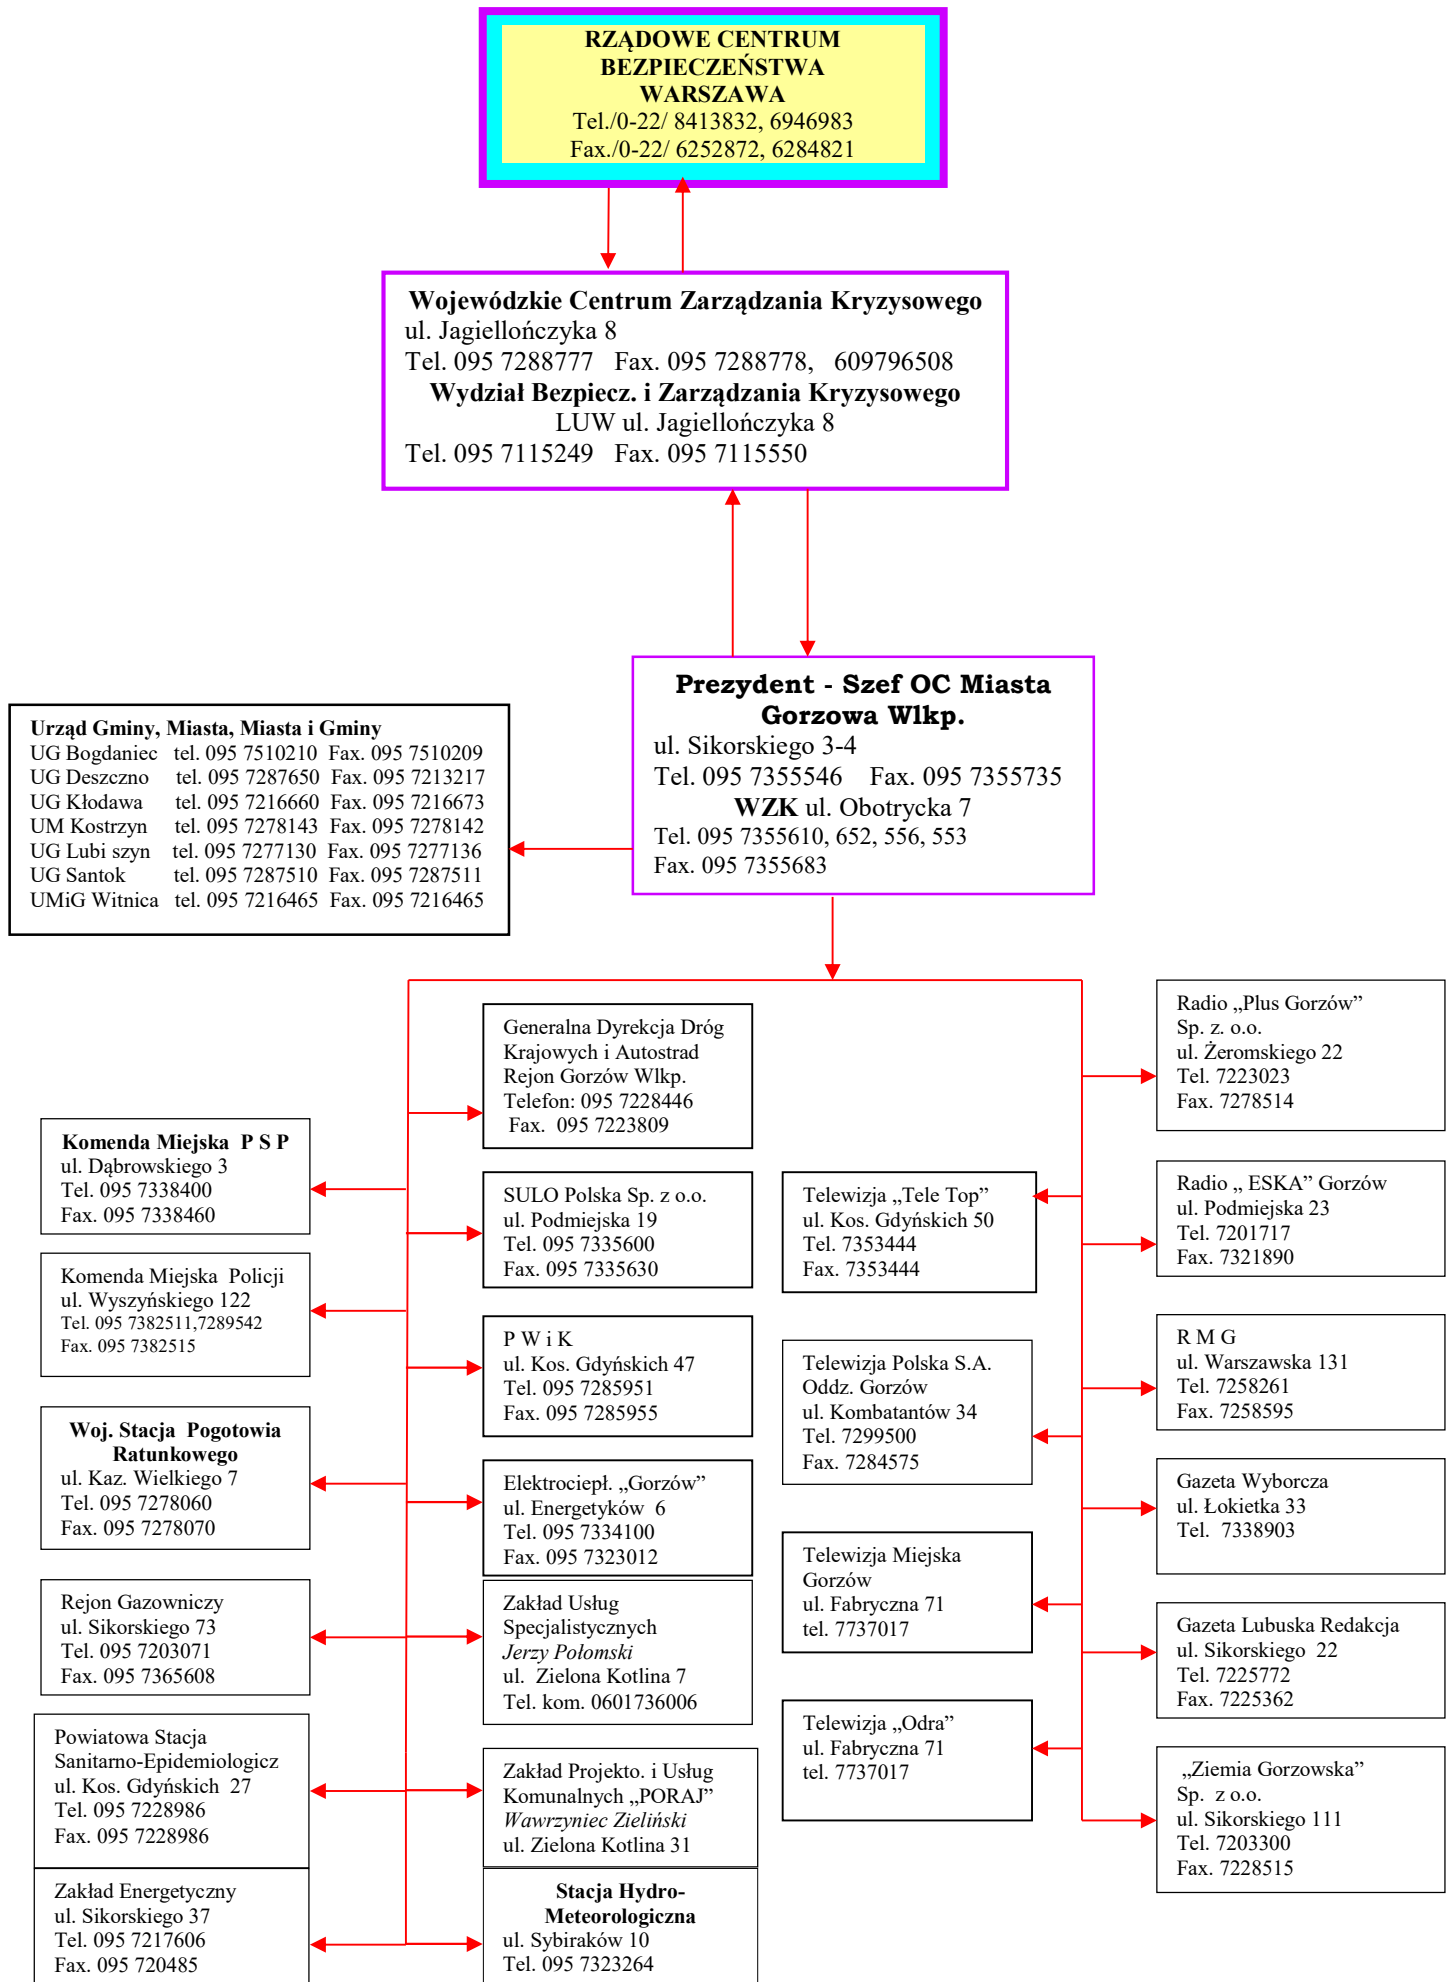 RZĄDOWE CENTRUM
BEZPIECZEŃSTWA
WARSZAWA
Tel./0-22/ 8413832, 6946983
Fax./0-22/ 6252872, 6284821
Wojewódzkie Centrum Zarządzania Kryzysowego
ul. Jagiellończyka 8
Tel. 095 7288777 Fax. 095 7288778, 609796508
Wydział Bezpiecz. i Zarządzania Kryzysowego
LUW ul. Jagiellończyka 8
Tel. 095 7115249 Fax. 095 7115550
Prezydent - Szef OC Miasta
Gorzowa Wlkp.
ul. Sikorskiego 3-4
Tel. 095 7355546 Fax. 095 7355735
WZK ul. Obotrycka 7
Tel. 095 7355610, 652, 556, 553
Fax. 095 7355683
Urząd Gminy, Miasta, Miasta i Gminy
UG Bogdaniec tel. 095 7510210 Fax. 095 7510209
UG Deszczno tel. 095 7287650 Fax. 095 7213217
UG Kłodawa tel. 095 7216660 Fax. 095 7216673
UM Kostrzyn tel. 095 7278143 Fax. 095 7278142
UG Lubi szyn tel. 095 7277130 Fax. 095 7277136
UG Santok tel. 095 7287510 Fax. 095 7287511
UMiG Witnica tel. 095 7216465 Fax. 095 7216465
Komenda Miejska P S P
ul. Dąbrowskiego 3
Tel. 095 7338400
Fax. 095 7338460
Komenda Miejska Policji
ul. Wyszyńskiego 122
Tel. 095 7382511,7289542
Fax. 095 7382515
Woj. Stacja Pogotowia
Ratunkowego
ul. Kaz. Wielkiego 7
Tel. 095 7278060
Fax. 095 7278070
Rejon Gazowniczy
ul. Sikorskiego 73
Tel. 095 7203071
Fax. 095 7365608
Powiatowa Stacja
Sanitarno-Epidemiologicz
ul. Kos. Gdyńskich 27
Tel. 095 7228986
Fax. 095 7228986
Zakład Energetyczny
ul. Sikorskiego 37
Tel. 095 7217606
Fax. 095 720485
Generalna Dyrekcja Dróg
Krajowych i Autostrad
Rejon Gorzów Wlkp.
Telefon: 095 7228446
Fax. 095 7223809
SULO Polska Sp. z o.o.
ul. Podmiejska 19
Tel. 095 7335600
Fax. 095 7335630
P W i K
ul. Kos. Gdyńskich 47
Tel. 095 7285951
Fax. 095 7285955
Elektrociepł. „Gorzów”
ul. Energetyków 6
Tel. 095 7334100
Fax. 095 7323012
Zakład Usług
Specjalistycznych
Jerzy Połomski
ul. Zielona Kotlina 7
Tel. kom. 0601736006
Zakład Projekto. i Usług
Komunalnych „PORAJ”
Wawrzyniec Zieliński
ul. Zielona Kotlina 31
Stacja Hydro-
Meteorologiczna
ul. Sybiraków 10
Tel. 095 7323264
Telewizja „Tele Top”
ul. Kos. Gdyńskich 50
Tel. 7353444
Fax. 7353444
Telewizja Polska S.A.
Oddz. Gorzów
ul. Kombatantów 34
Tel. 7299500
Fax. 7284575
Telewizja Miejska
Gorzów
ul. Fabryczna 71
tel. 7737017
Telewizja „Odra”
ul. Fabryczna 71
tel. 7737017
Radio „Plus Gorzów”
Sp. z. o.o.
ul. Żeromskiego 22
Tel. 7223023
Fax. 7278514
Radio „ ESKA” Gorzów
ul. Podmiejska 23
Tel. 7201717
Fax. 7321890
R M G
ul. Warszawska 131
Tel. 7258261
Fax. 7258595
Gazeta Wyborcza
ul. Łokietka 33
Tel. 7338903
Gazeta Lubuska Redakcja
ul. Sikorskiego 22
Tel. 7225772
Fax. 7225362
„Ziemia Gorzowska”
Sp. z o.o.
ul. Sikorskiego 111
Tel. 7203300
Fax. 7228515